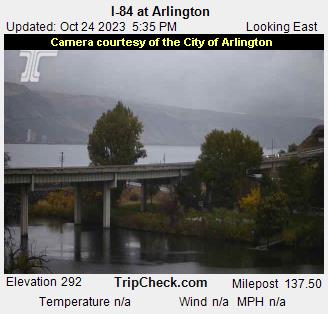 I-84 at Arlington
Updated: Oct 24 2023 5:35 PM Looking East
Camera courtesy of the City of Arlington
Elevation 292 TripCheck.com Milepost 137.50
Temperature n/a Wind n/a MPH n/a